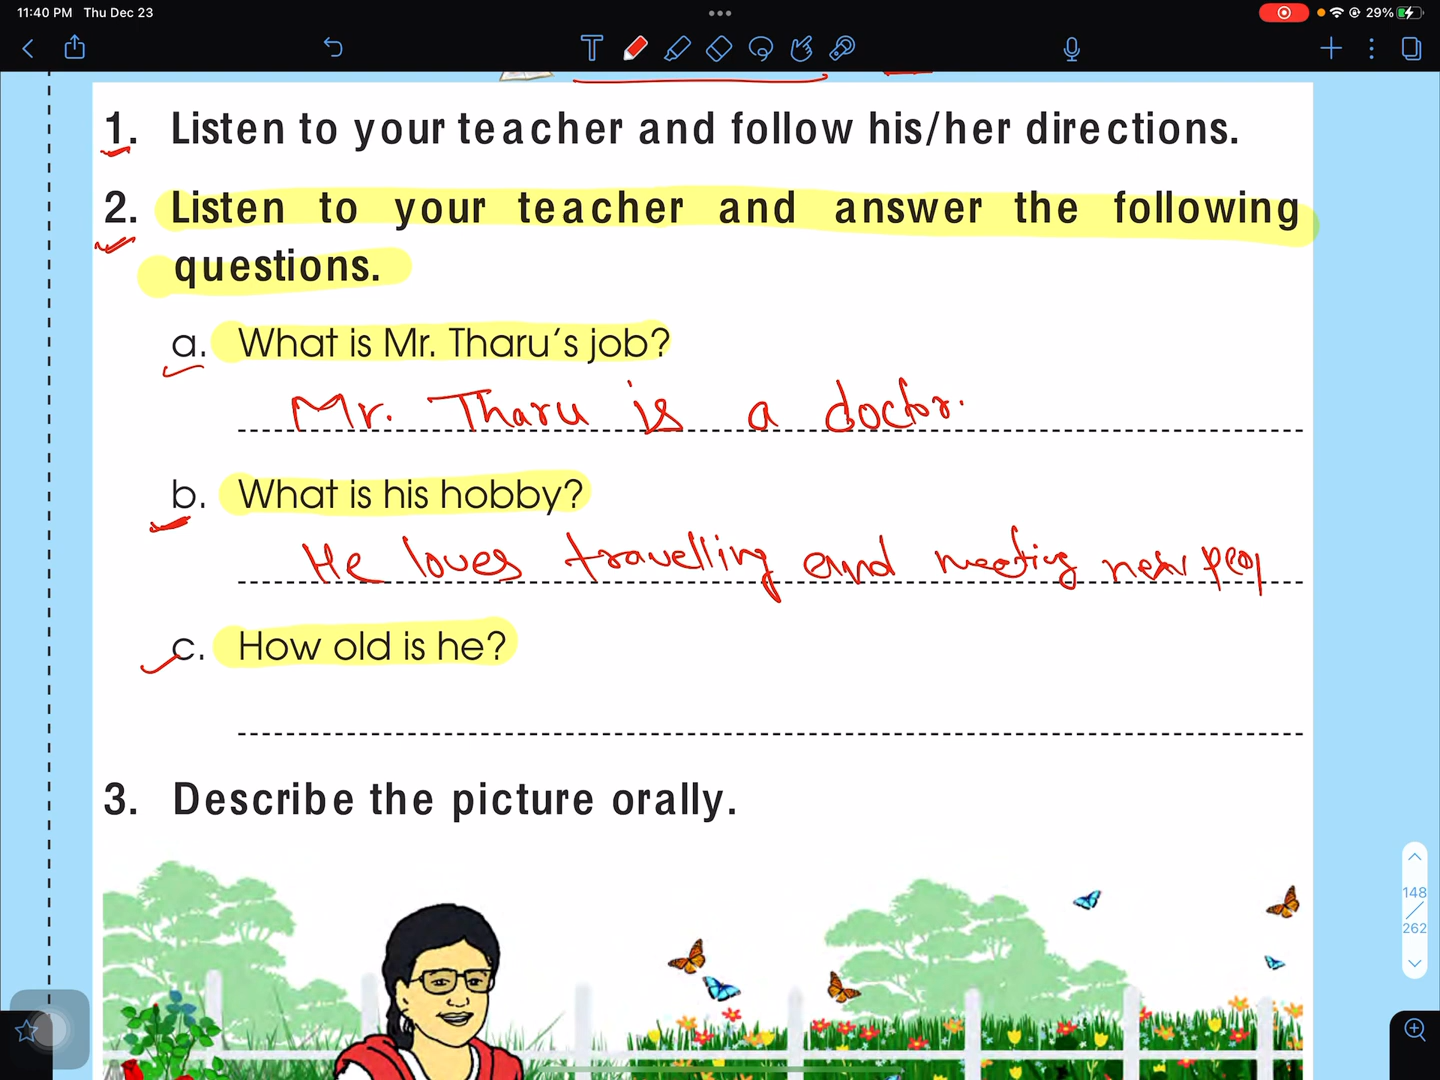 11:40 PM Thu Dec 23
29%
1. Listen to your teacher and follow his/her directions.
2. Listen to your teacher and answer the following
questions.
a. What is Mr. Tharu's job?
Mr. Tharu is a doctor.
b. What is his hobby?
He loves travelling and meeting new peop
c. How old is he?
3. Describe the picture orally.
148
262